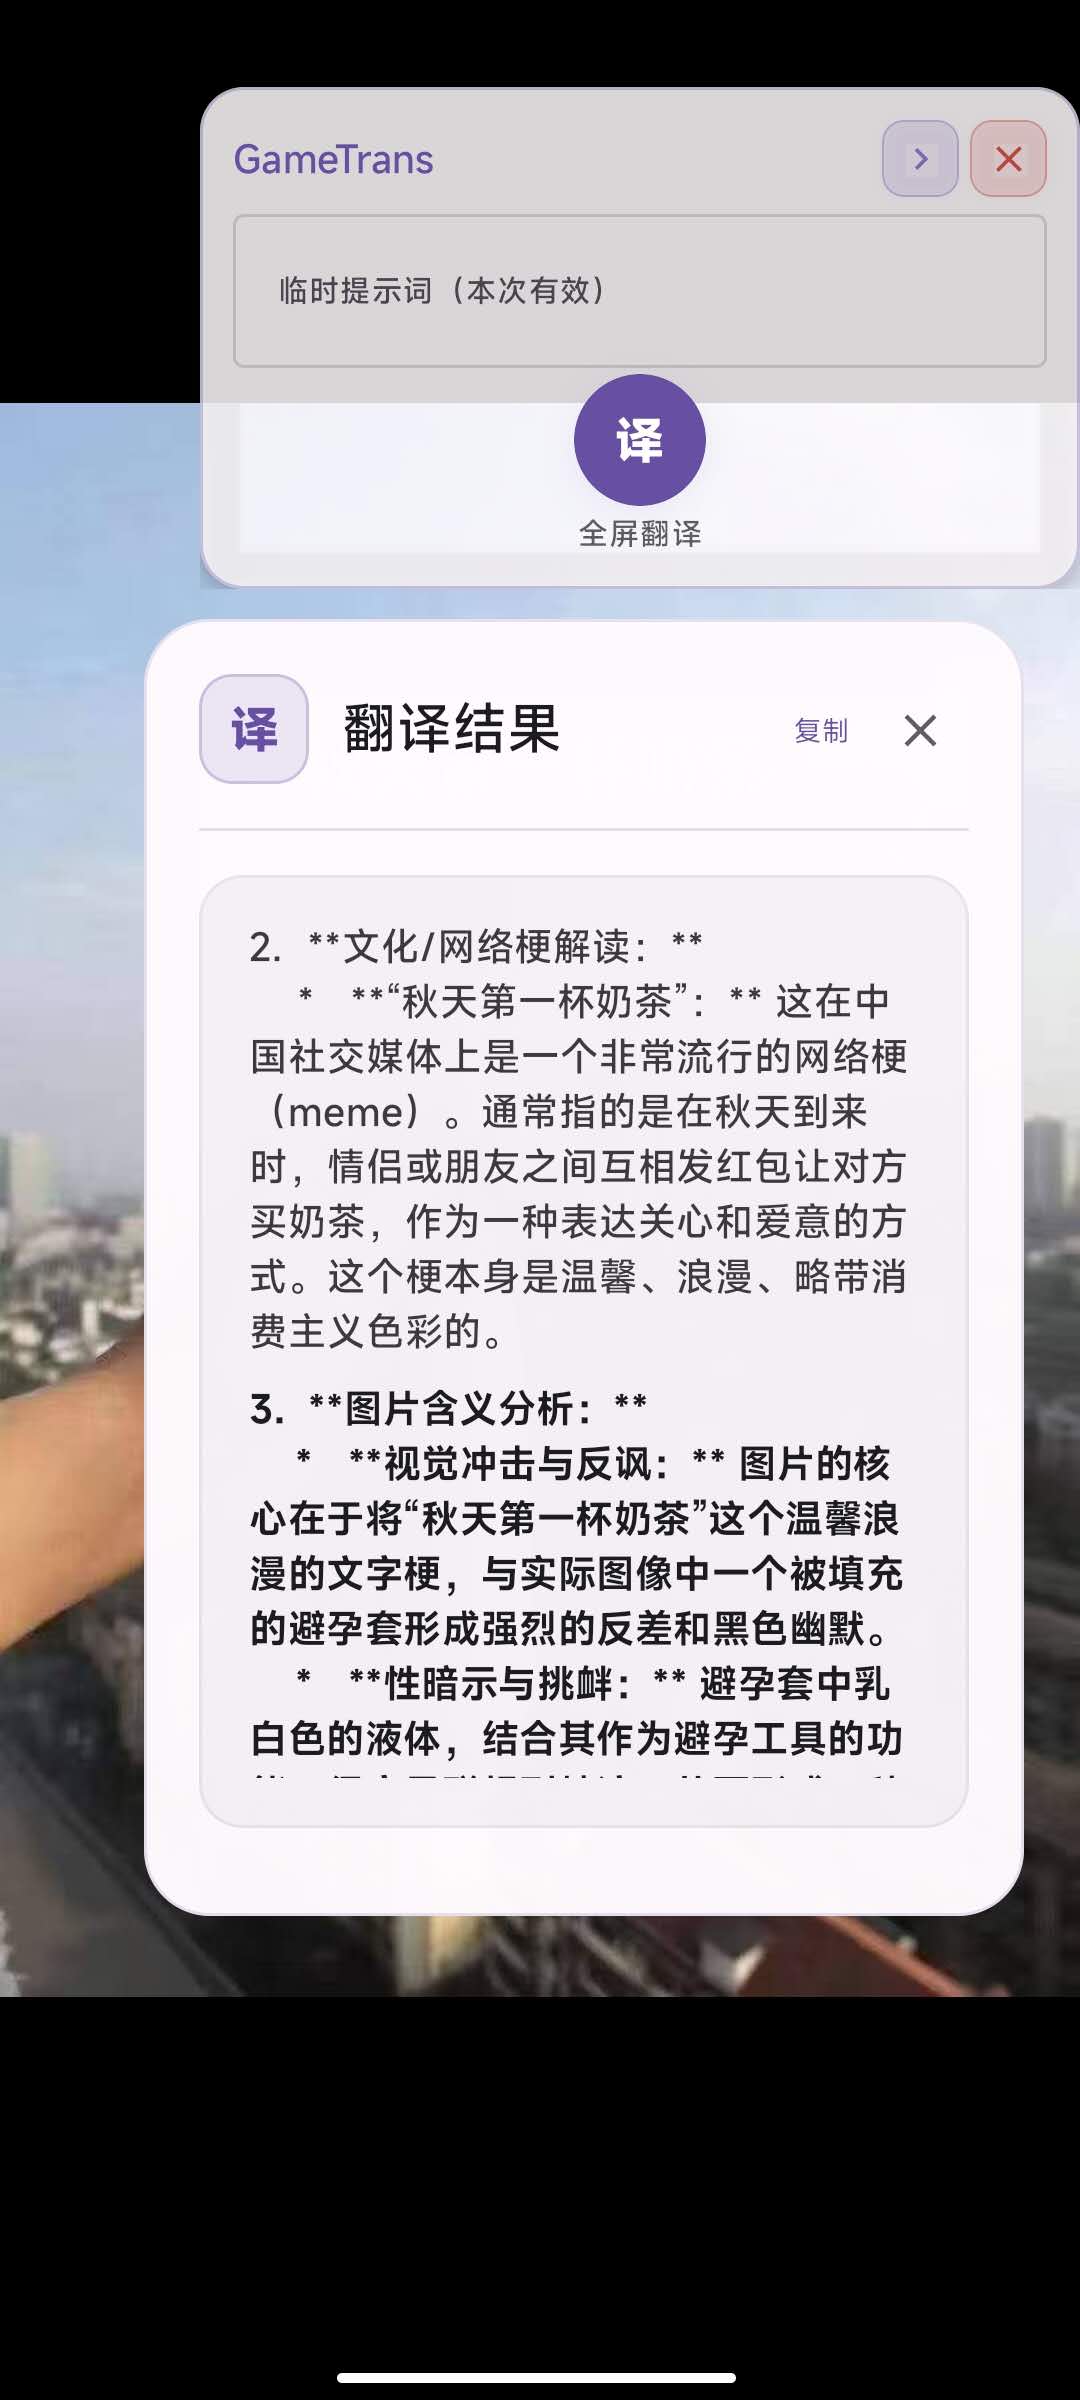 GameTrans
临时提示词（本次有效）
译
全屏翻译
译
翻译结果
复制
2. **文化/网络梗解读：**
* **“秋天第一杯奶茶”：** 这在中
国社交媒体上是一个非常流行的网络梗
（meme）。通常指的是在秋天到来
时，情侣或朋友之间互相发红包让对方
买奶茶，作为一种表达关心和爱意的方
式。这个梗本身是温馨、浪漫、略带消
费主义色彩的。
3. **图片含义分析：**
* **视觉冲击与反讽：** 图片的核
心在于将“秋天第一杯奶茶”这个温馨浪
漫的文字梗，与实际图像中一个被填充
的避孕套形成强烈的反差和黑色幽默。
* **性暗示与挑衅：** 避孕套中乳
白色的液体，结合其作为避孕工具的功